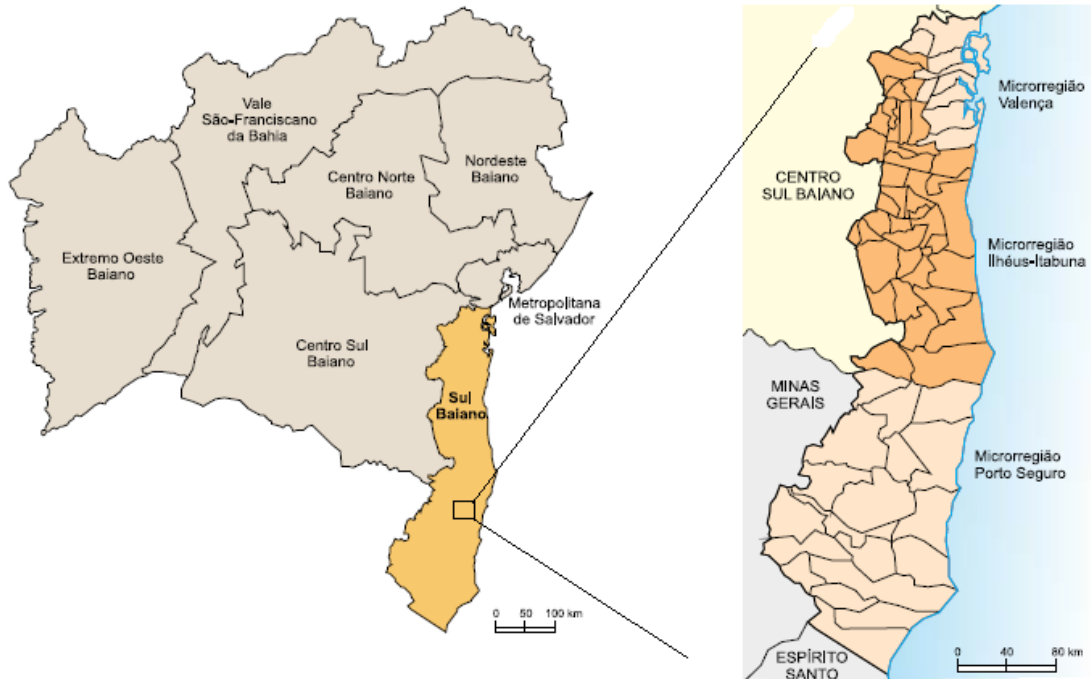 Vale
São-Franciscano
da Bahia
Centro Norte
Baiano
Nordeste
Baiano
Extremo Oeste
Baiano
Metropolitana
de Salvador
Centro Sul
Baiano
Sul
Baiano
0 50 100 km
Microrregião
Valença
CENTRO
SUL BAIANO
Microrregião
Ilhéus-Itabuna
MINAS
GERAIS
Microrregião
Porto Seguro
ESPÍRITO
SANTO
0 40 80 km